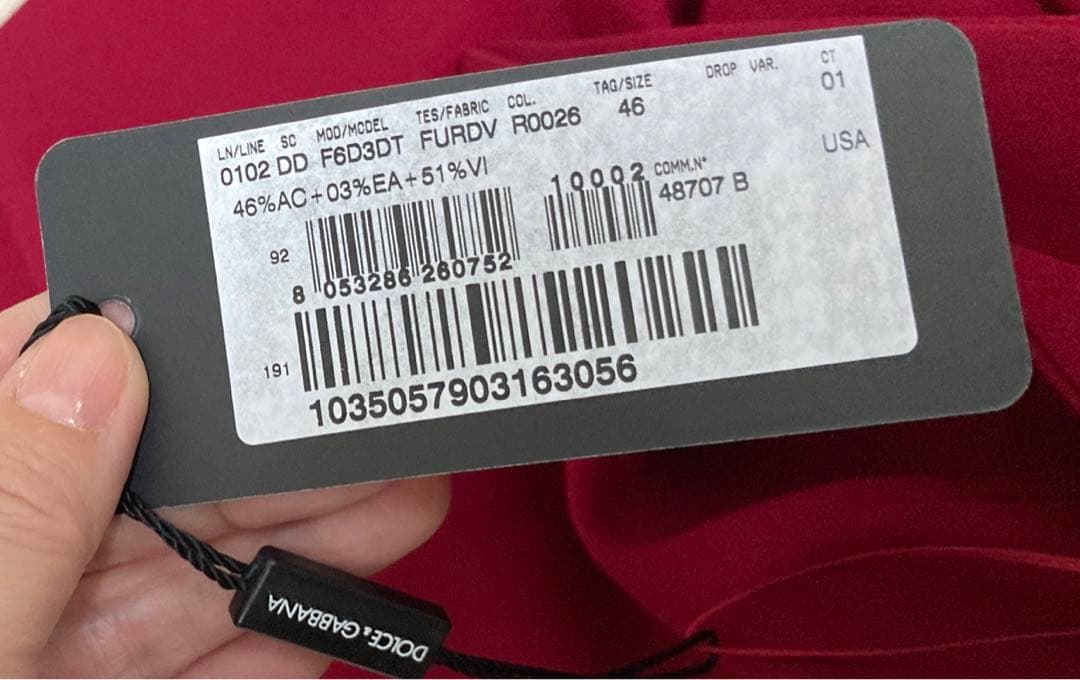 LN/LINE SC MOD/MODEL TES/FABRIC COL. TAG/SIZE DROP VAR. CT
0102 DD F6D3DT FURDV R0026 46 01
46%AC+03%EA+51%VI
USA
10002 COMM.N°
48707 B
92
8 053286 260752
191
1035057903163056
DOLCE & GABBANA